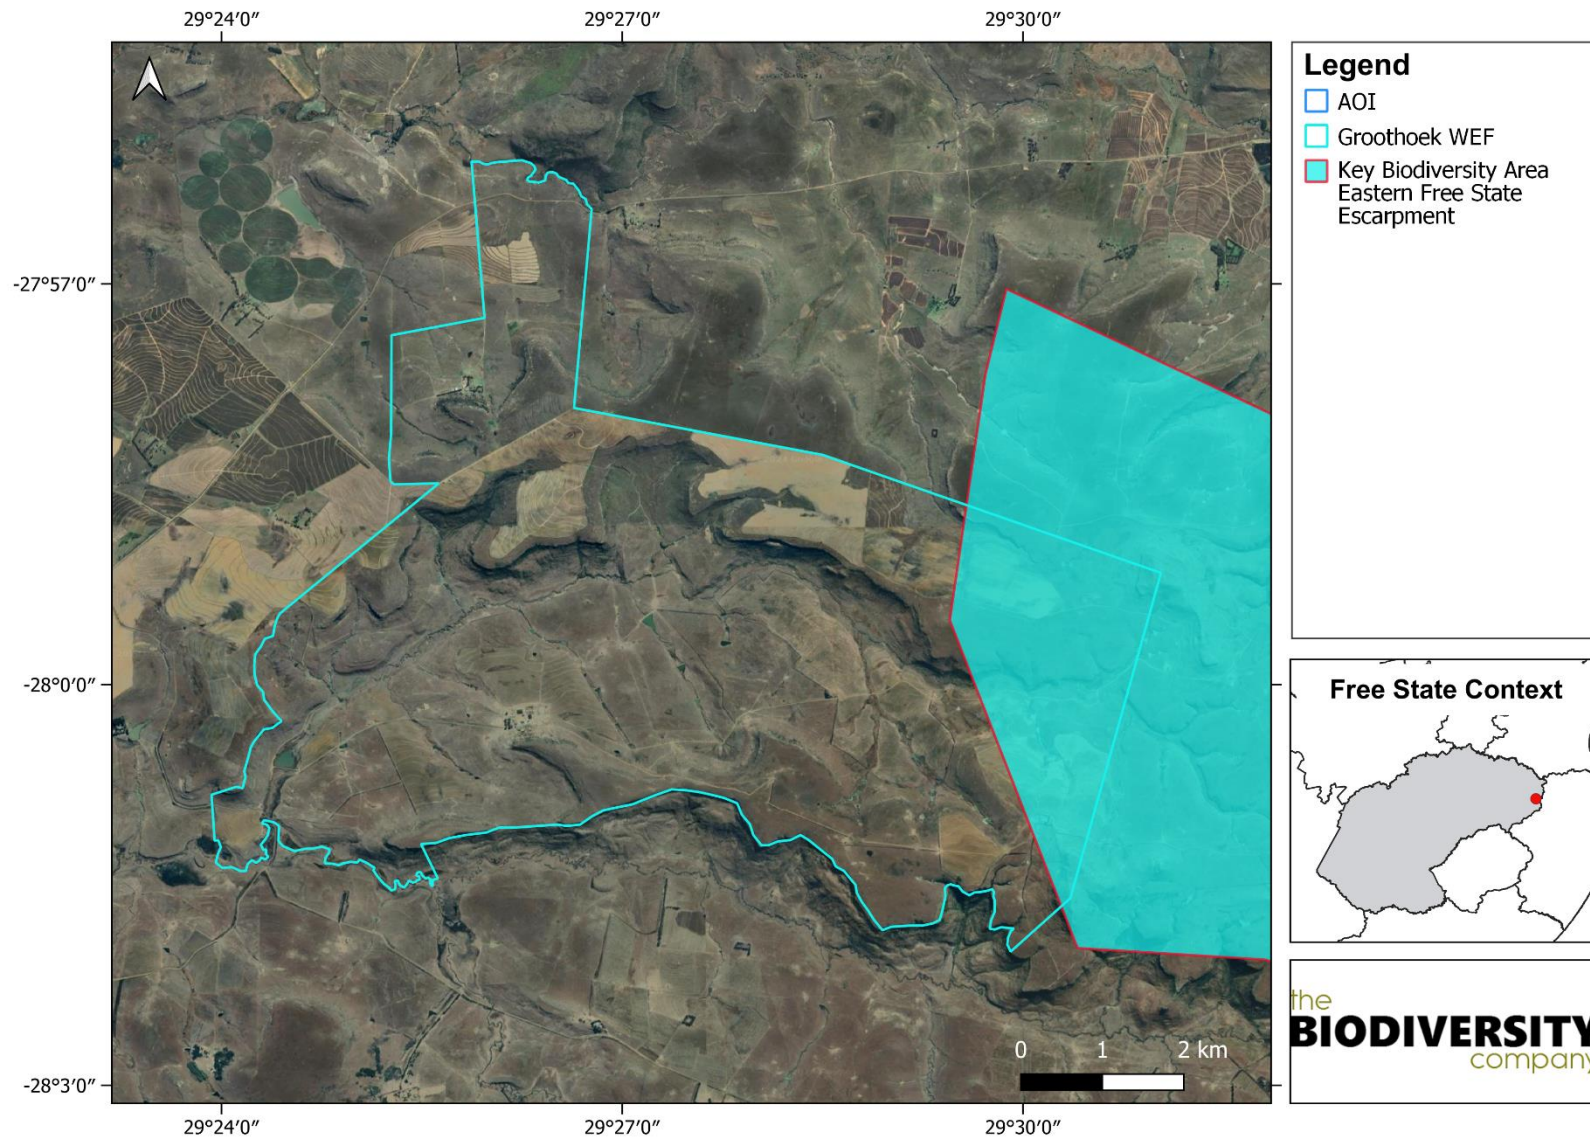 29°24′0″
29°27′0″
29°30′0″
Legend
AOI
Groothoek WEF
Key Biodiversity Area
Eastern Free State
Escarpment
-27°57′0″
-28°0′0″
-28°3′0″
Free State Context
0 1 2 km
the
BIODIVERSITY
company
29°24′0″
29°27′0″
29°30′0″